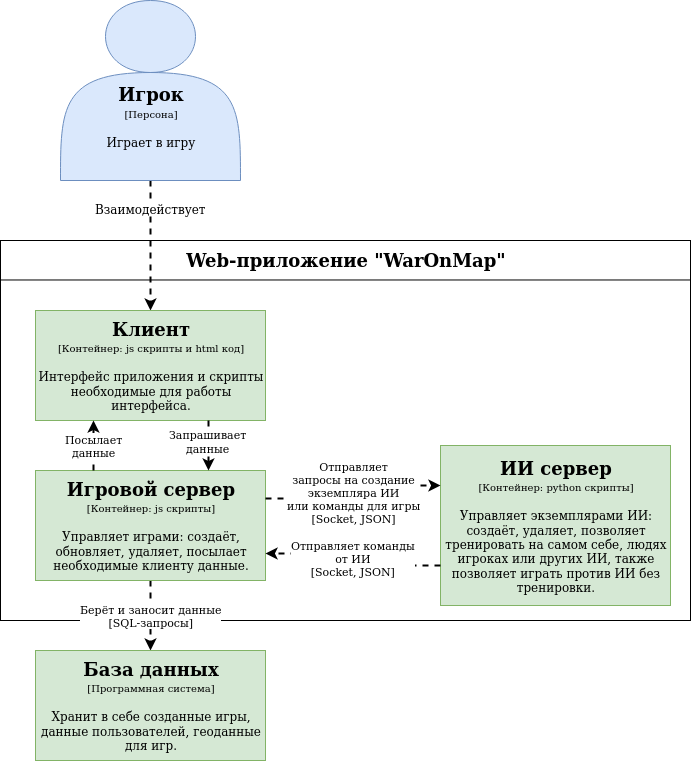 Игрок
[Персона]
Играет в игру
Взаимодействует
Web-приложение "WarOnMap"
Клиент
[Контейнер: js скрипты и html код]
Интерфейс приложения и скрипты
необходимые для работы
интерфейса.
Посылает
данные
Запрашивает
данные
Игровой сервер
[Контейнер: js скрипты]
Управляет играми: создаёт,
обновляет, удаляет, посылает
необходимые клиенту данные.
Отправляет
запросы на создание
экземпляра ИИ
или команды для игры
[Socket, JSON]
Отправляет команды
от ИИ
[Socket, JSON]
ИИ сервер
[Контейнер: python скрипты]
Управляет экземплярами ИИ:
создаёт, удаляет, позволяет
тренировать на самом себе, людях
игроках или других ИИ, также
позволяет играть против ИИ без
тренировки.
Берёт и заносит данные
[SQL-запросы]
База данных
[Программная система]
Хранит в себе созданные игры,
данные пользователей, геоданные
для игр.